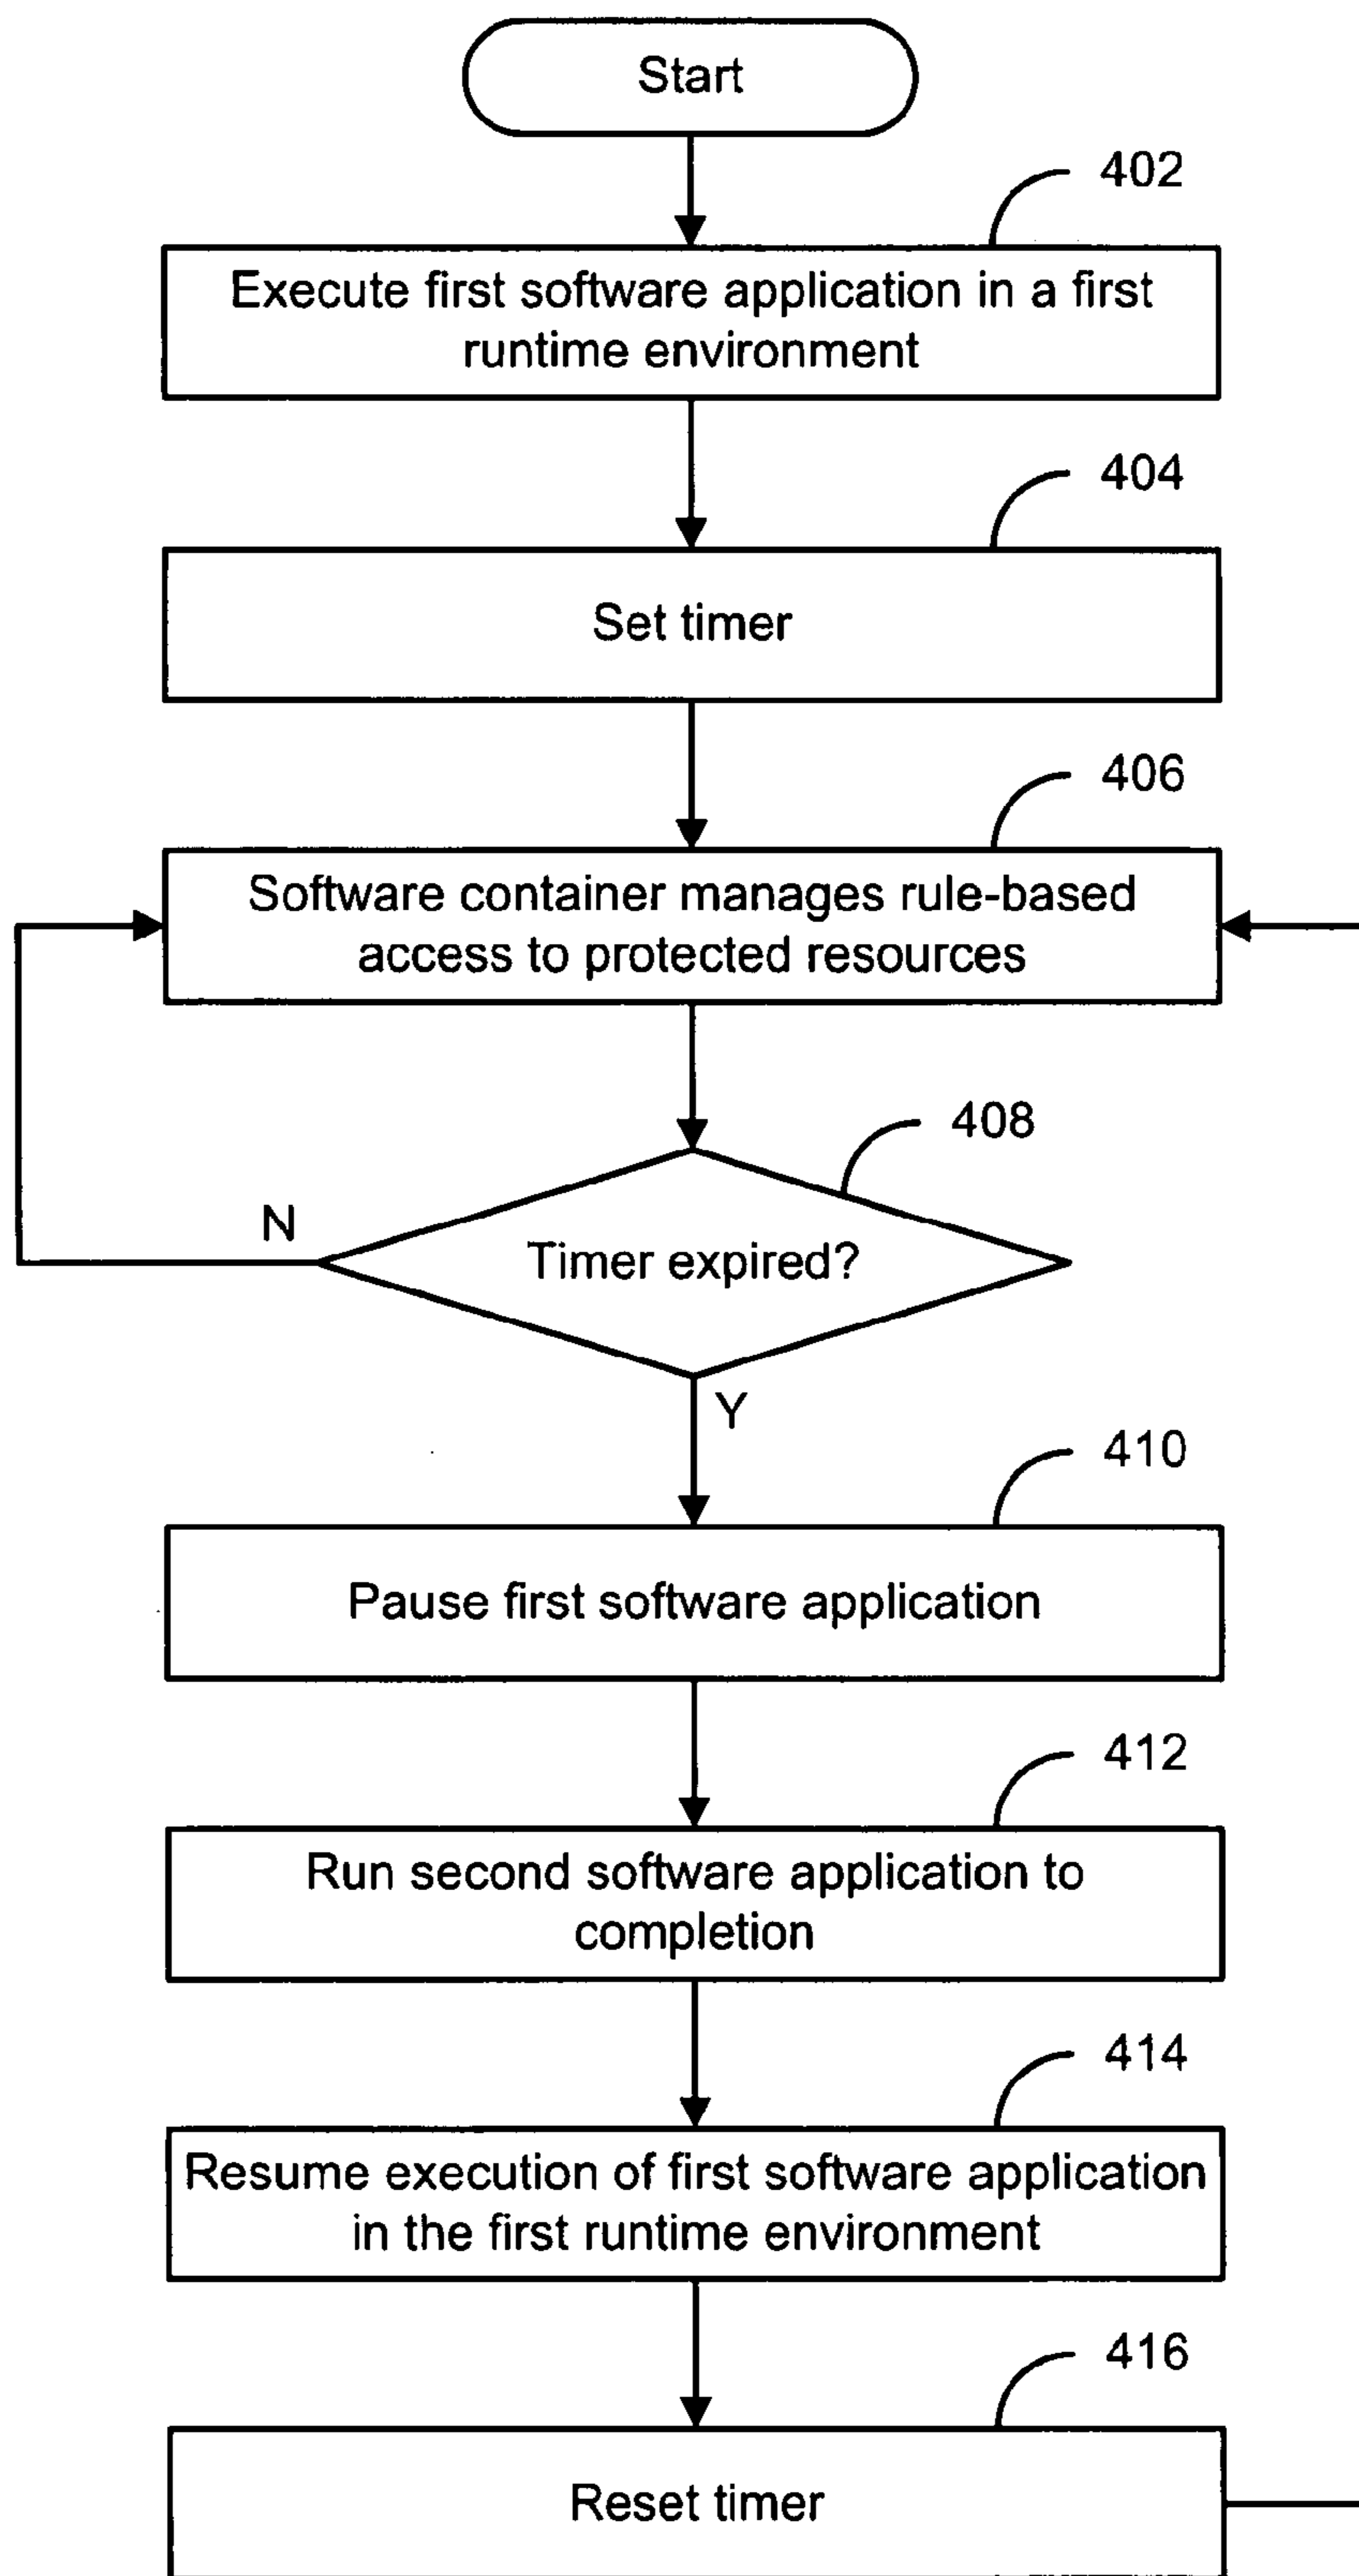 Start
402
Execute first software application in a first
runtime environment
404
Set timer
406
Software container manages rule-based
access to protected resources
408
N
Timer expired?
Y
410
Pause first software application
412
Run second software application to
completion
414
Resume execution of first software application
in the first runtime environment
416
Reset timer